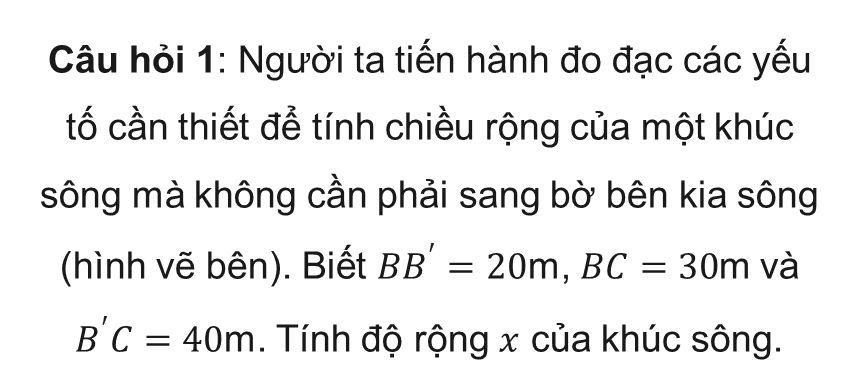 Câu hỏi 1: Người ta tiến hành đo đạc các yếu
tố cần thiết để tính chiều rộng của một khúc
sông mà không cần phải sang bờ bên kia sông
(hình vẽ bên). Biết BB′ = 20m, BC = 30m và
B′C = 40m. Tính độ rộng x của khúc sông.